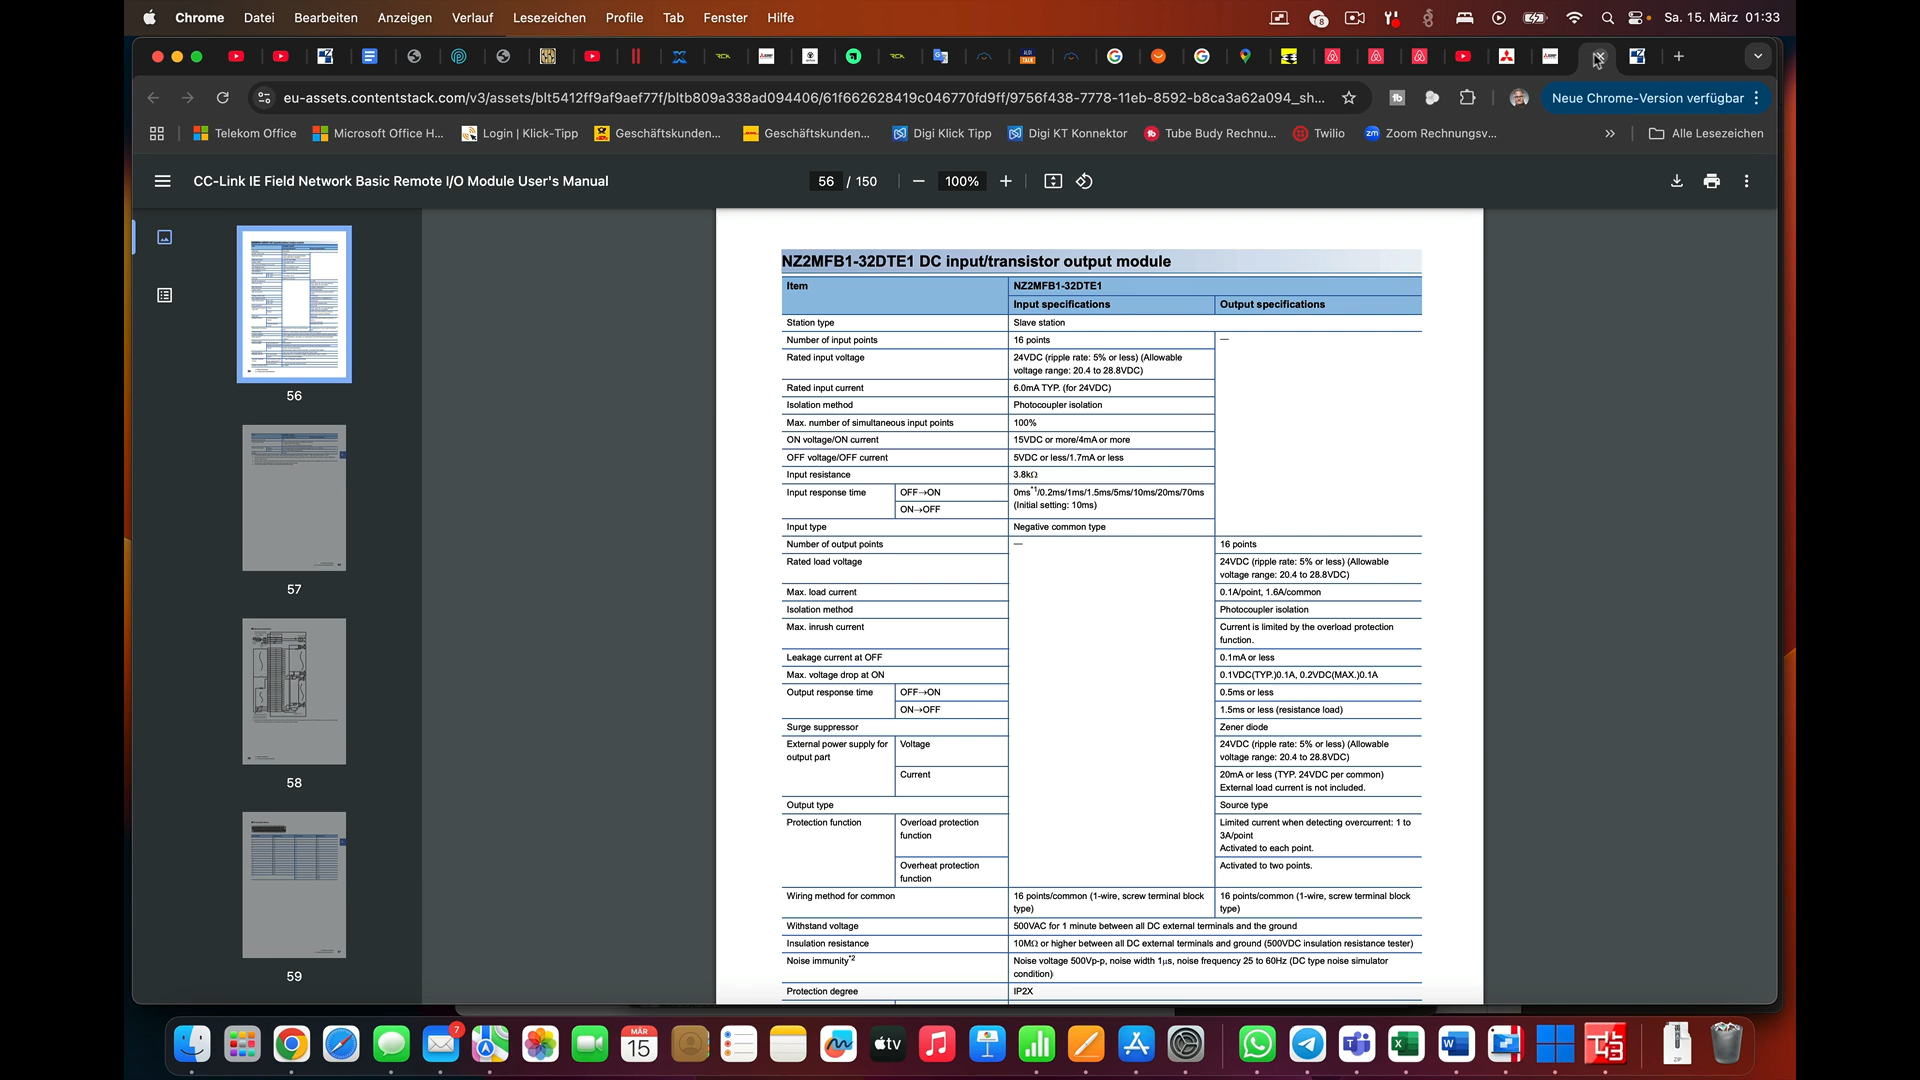 Chrome Datei Bearbeiten Anzeigen Verlauf Lesezeichen Profile Tab Fenster Hilfe Sa. 15. März 01:33
eu-assets.contentstack.com/v3/assets/blt5412ff9af9aef77f/bltb809a338ad094406/61f662628419c046770fd9ff/9756f438-7778-11eb-8592-b8ca3a62a094_sh... Neue Chrome-Version verfügbar
Telekom Office Microsoft Office H... Login | Klick-Tipp Geschäftskunden... Geschäftskunden... Digi Klick Tipp Digi KT Konnektor Tube Budy Rechnu... Twilio Zoom Rechnungsv... » Alle Lesezeichen
CC-Link IE Field Network Basic Remote I/O Module User's Manual 56 / 150 100%
56
57
58
59
NZ2MFB1-32DTE1 DC input/transistor output module
Item NZ2MFB1-32DTE1
Input specifications Output specifications
Station type Slave station
Number of input points 16 points —
Rated input voltage 24VDC (ripple rate: 5% or less) (Allowable
voltage range: 20.4 to 28.8VDC)
Rated input current 6.0mA TYP. (for 24VDC)
Isolation method Photocoupler isolation
Max. number of simultaneous input points 100%
ON voltage/ON current 15VDC or more/4mA or more
OFF voltage/OFF current 5VDC or less/1.7mA or less
Input resistance 3.8kΩ
Input response time OFF→ON 0ms*1/0.2ms/1ms/1.5ms/5ms/10ms/20ms/70ms
ON→OFF (Initial setting: 10ms)
Input type Negative common type
Number of output points — 16 points
Rated load voltage 24VDC (ripple rate: 5% or less) (Allowable
voltage range: 20.4 to 28.8VDC)
Max. load current 0.1A/point, 1.6A/common
Isolation method Photocoupler isolation
Max. inrush current Current is limited by the overload protection
function.
Leakage current at OFF 0.1mA or less
Max. voltage drop at ON 0.1VDC(TYP.)0.1A, 0.2VDC(MAX.)0.1A
Output response time OFF→ON 0.5ms or less
ON→OFF 1.5ms or less (resistance load)
Surge suppressor Zener diode
External power supply for Voltage 24VDC (ripple rate: 5% or less) (Allowable
output part voltage range: 20.4 to 28.8VDC)
Current 20mA or less (TYP. 24VDC per common)
External load current is not included.
Output type Source type
Protection function Overload protection Limited current when detecting overcurrent: 1 to
function 3A/point
Activated to each point.
Overheat protection Activated to two points.
function
Wiring method for common 16 points/common (1-wire, screw terminal block 16 points/common (1-wire, screw terminal block
type) type)
Withstand voltage 500VAC for 1 minute between all DC external terminals and the ground
Insulation resistance 10MΩ or higher between all DC external terminals and ground (500VDC insulation resistance tester)
Noise immunity*2 Noise voltage 500Vp-p, noise width 1μs, noise frequency 25 to 60Hz (DC type noise simulator
condition)
Protection degree IP2X
7 MÄR 15 tv